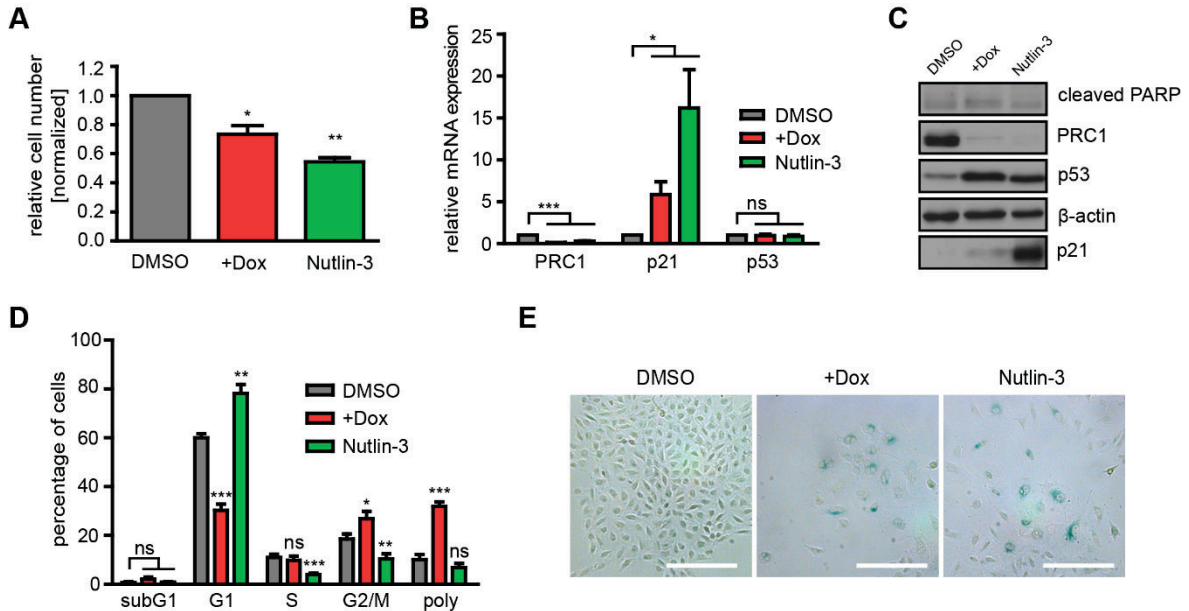 A
relative cell number
[normalized]
1.2
1.0
0.8
0.6
0.4
0.2
0.0
*
**
DMSO
+Dox
Nutlin-3
B
relative mRNA expression
25
20
15
10
5
0
***
*
ns
DMSO
+Dox
Nutlin-3
PRC1
p21
p53
C
DMSO
+Dox
Nutlin-3
cleaved PARP
PRC1
p53
β-actin
p21
D
percentage of cells
100
80
60
40
20
0
ns
***
**
ns
***
*
**
***
ns
DMSO
+Dox
Nutlin-3
subG1
G1
S
G2/M
poly
E
DMSO
+Dox
Nutlin-3